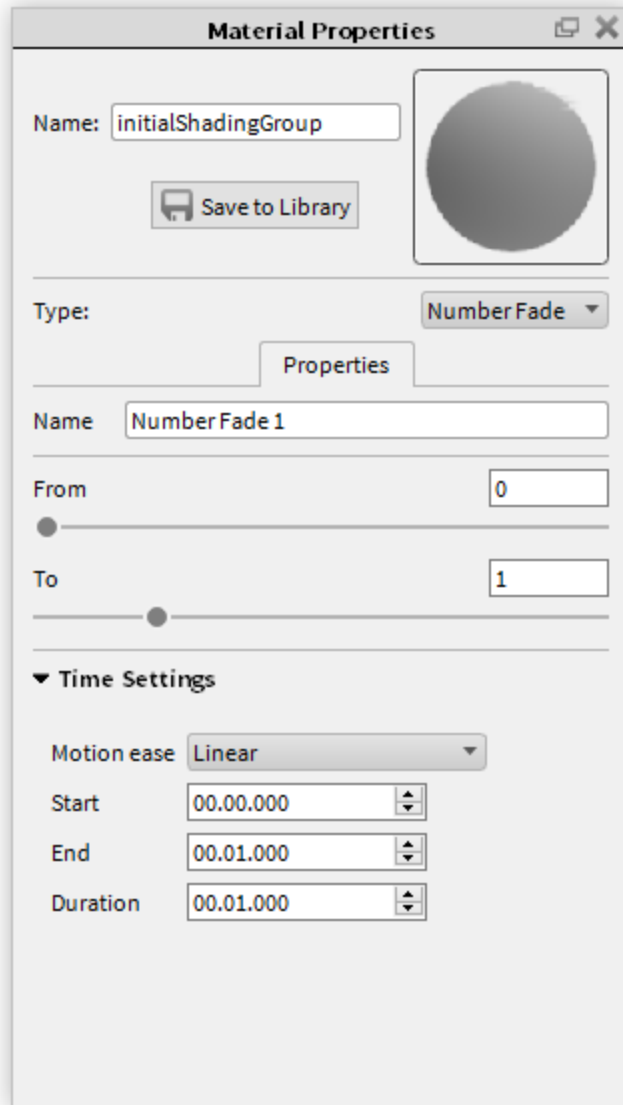 Material Properties
Name: initialShadingGroup
Save to Library
Type: Number Fade
Properties
Name Number Fade 1
From 0
To 1
Time Settings
Motion ease Linear
Start 00.00.000
End 00.01.000
Duration 00.01.000